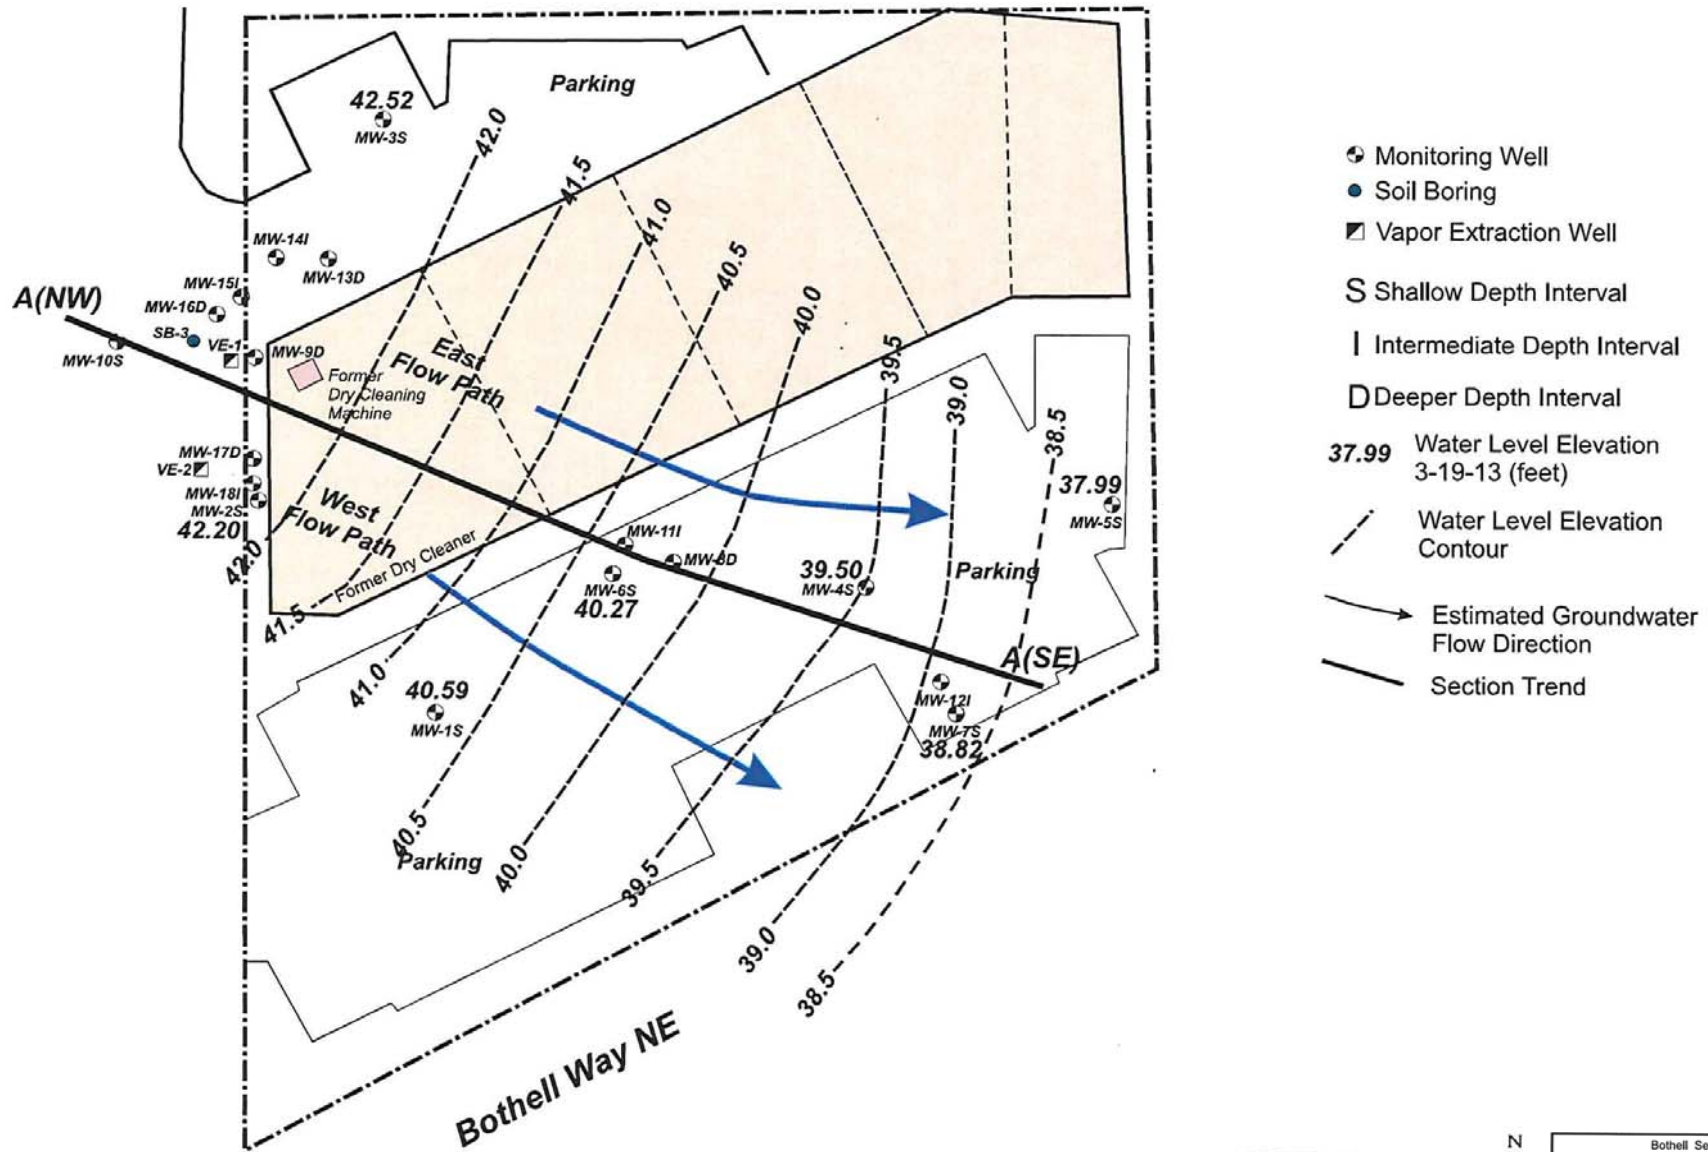 Parking
42.52
MW-3S
42.0
41.5
41.0
40.5
40.0
39.5
39.0
38.5
MW-14I
MW-13D
MW-15I
MW-16D
A(NW)
SB-3
VE-1
MW-10S
MW-9D
Former
Dry Cleaning
Machine
East
Flow Path
MW-17D
VE-2
MW-18I
MW-2S
42.20
West
Flow Path
Former Dry Cleaner
37.99
MW-5S
MW-11I
MW-8D
MW-6S
40.27
39.50
MW-4S
Parking
A(SE)
42.0
41.5
41.0
40.59
MW-1S
MW-12I
MW-7S
38.82
40.5
Parking
40.0
39.5
39.0
38.5
Bothell Way NE
Monitoring Well
Soil Boring
Vapor Extraction Well
S Shallow Depth Interval
I Intermediate Depth Interval
D Deeper Depth Interval
37.99 Water Level Elevation
3-19-13 (feet)
Water Level Elevation
Contour
Estimated Groundwater
Flow Direction
Section Trend
N
Bothell Se